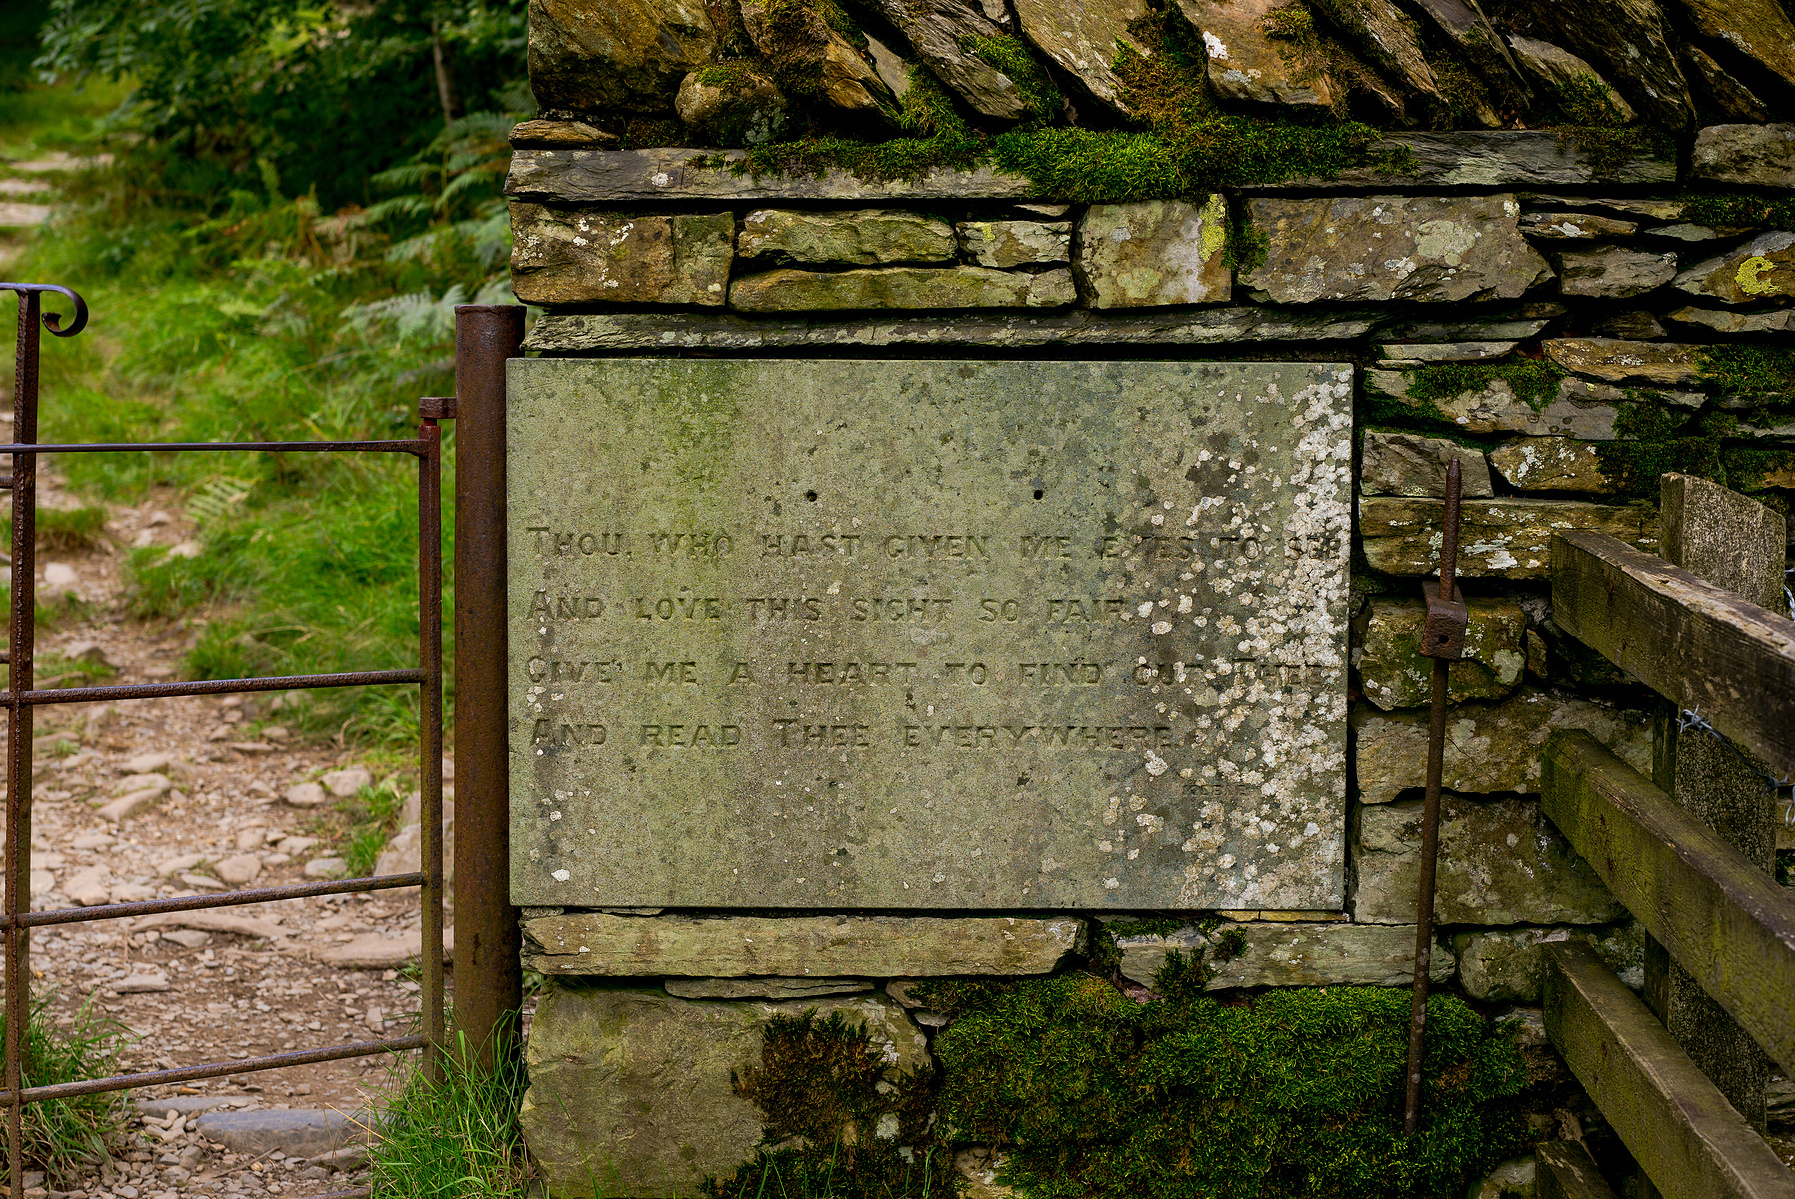 THOU, WHO HAST GIVEN ME EYES TO SEE
AND LOVE THIS SIGHT SO FAIR,
GIVE ME A HEART TO FIND OUT THEE
AND READ THEE EVERYWHERE.
KEBLE